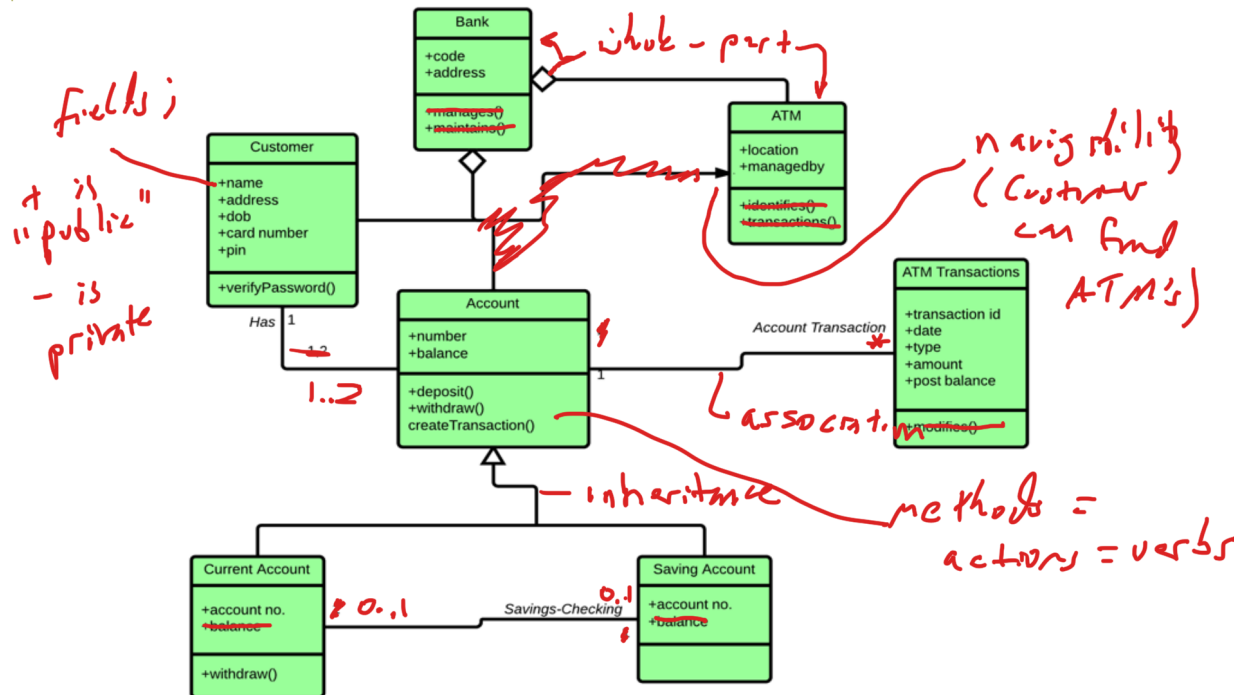 Bank
+code
+address
+manages()
+maintains()
whole - part
ATM
+location
+managedby
+identifies()
+transactions()
navigability
(Customer
can find
ATM's)
fields;
+ is
"public"
- is
private
Customer
+name
+address
+dob
+card number
+pin
+verifyPassword()
Has
1
1..2
Account
+number
+balance
+deposit()
+withdraw()
createTransaction()
1
Account Transaction
*
association
ATM Transactions
+transaction id
+date
+type
+amount
+post balance
+modifies()
inheritance
methods =
actions = verbs
Current Account
+account no.
+balance
+withdraw()
0..1
Savings-Checking
0..1
Saving Account
+account no.
+balance